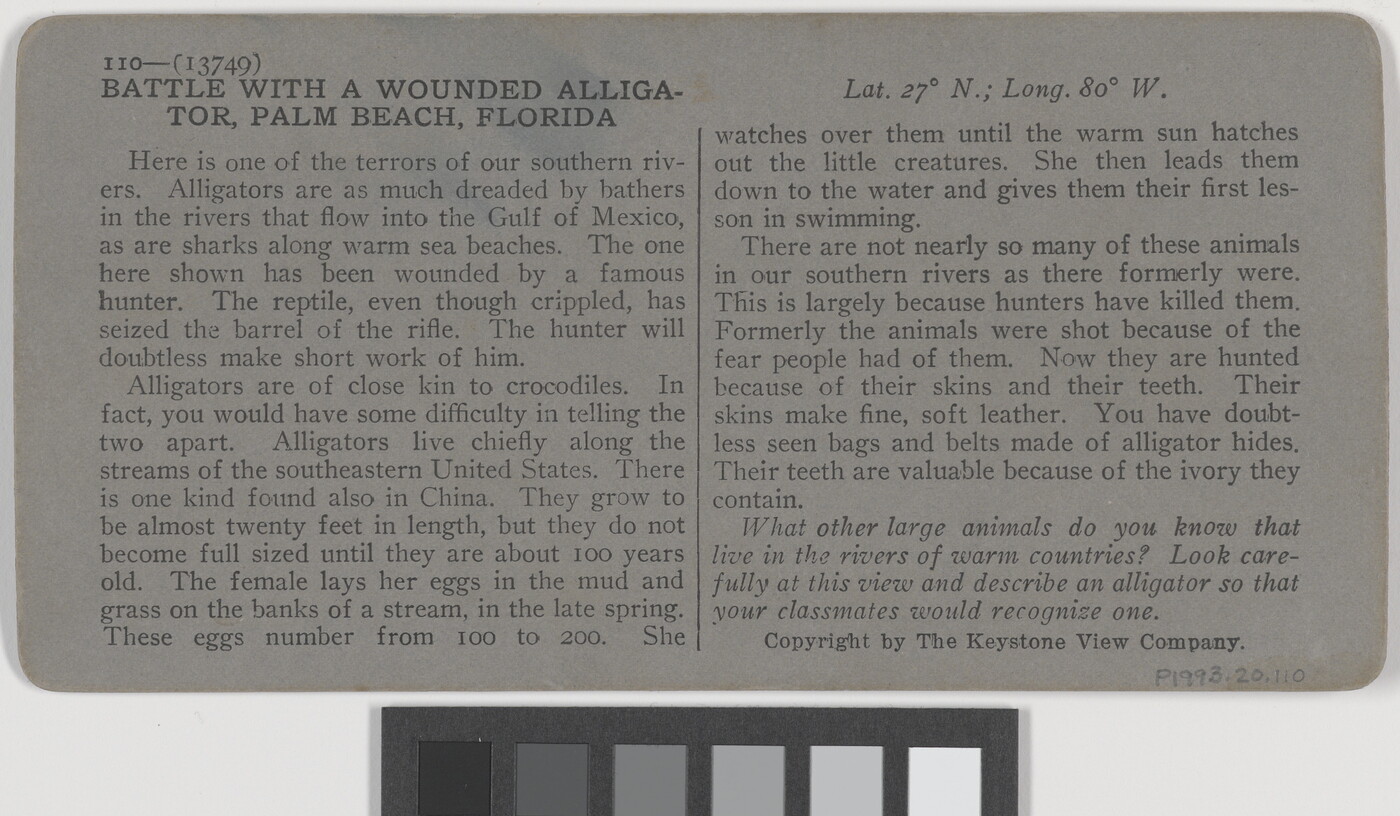 110—(13749)
BATTLE WITH A WOUNDED ALLIGA-
TOR, PALM BEACH, FLORIDA
Here is one of the terrors of our southern riv-
ers. Alligators are as much dreaded by bathers
in the rivers that flow into the Gulf of Mexico,
as are sharks along warm sea beaches. The one
here shown has been wounded by a famous
hunter. The reptile, even though crippled, has
seized the barrel of the rifle. The hunter will
doubtless make short work of him.
Alligators are of close kin to crocodiles. In
fact, you would have some difficulty in telling the
two apart. Alligators live chiefly along the
streams of the southeastern United States. There
is one kind found also in China. They grow to
be almost twenty feet in length, but they do not
become full sized until they are about 100 years
old. The female lays her eggs in the mud and
grass on the banks of a stream, in the late spring.
These eggs number from 100 to 200. She
Lat. 27° N.; Long. 80° W.
watches over them until the warm sun hatches
out the little creatures. She then leads them
down to the water and gives them their first les-
son in swimming.
There are not nearly so many of these animals
in our southern rivers as there formerly were.
This is largely because hunters have killed them.
Formerly the animals were shot because of the
fear people had of them. Now they are hunted
because of their skins and their teeth. Their
skins make fine, soft leather. You have doubt-
less seen bags and belts made of alligator hides.
Their teeth are valuable because of the ivory they
contain.
What other large animals do you know that
live in the rivers of warm countries? Look care-
fully at this view and describe an alligator so that
your classmates would recognize one.
Copyright by The Keystone View Company.
P1993.20.110